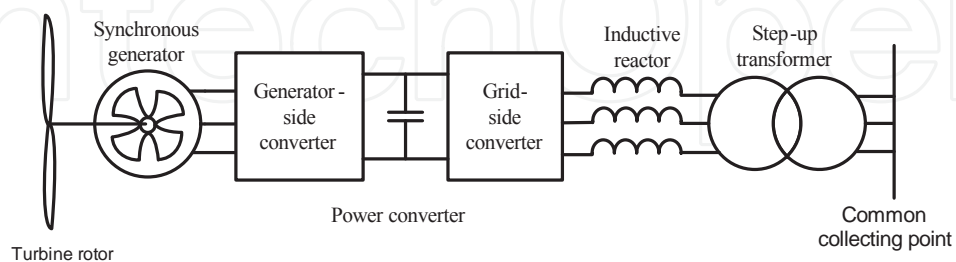 Synchronous
generator
Inductive
reactor
Step-up
transformer
Generator-
side
converter
Grid-
side
converter
Power converter
Turbine rotor
Common
collecting point